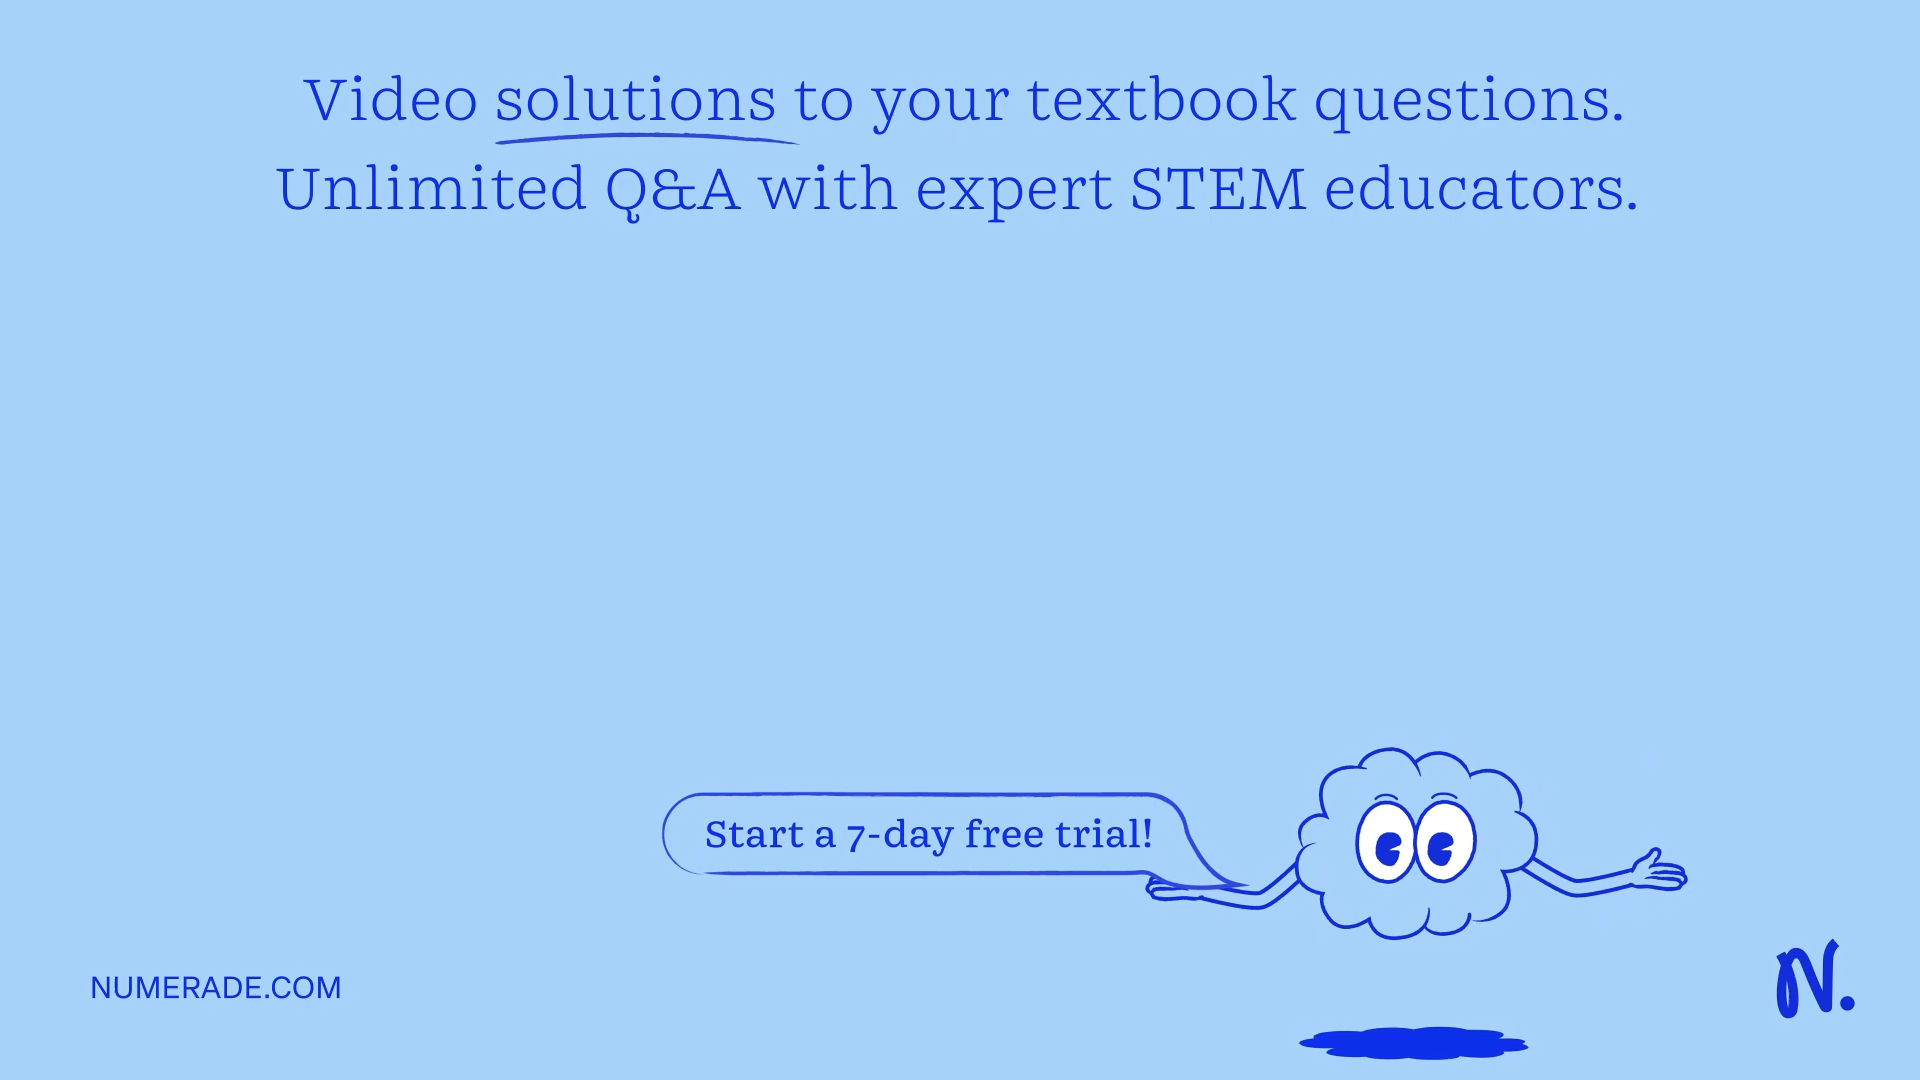 Video solutions to your textbook questions.
Unlimited Q&A with expert STEM educators.
Start a 7-day free trial!
NUMERADE.COM
N.